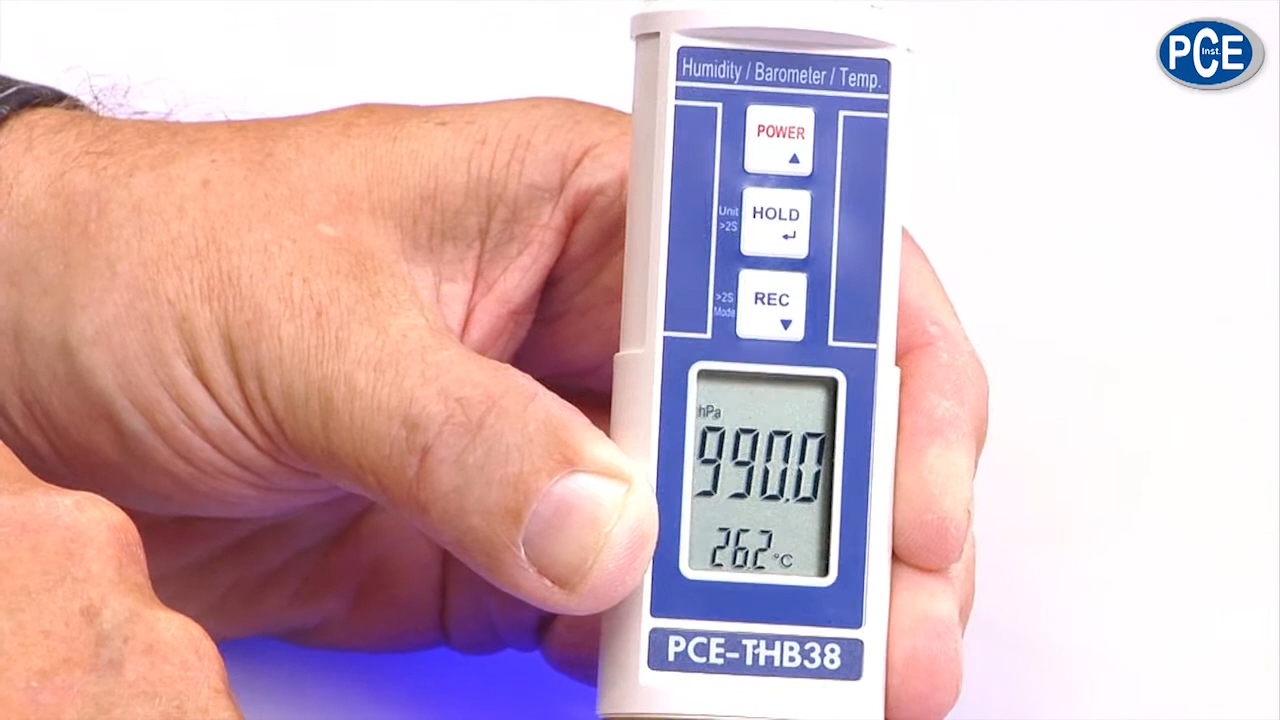 PCE
Inst.
Humidity / Barometer / Temp.
POWER
▲
Unit
>2S
HOLD
↵
>2S
Mode
REC
▼
hPa
990.0
26.2 °C
PCE-THB38